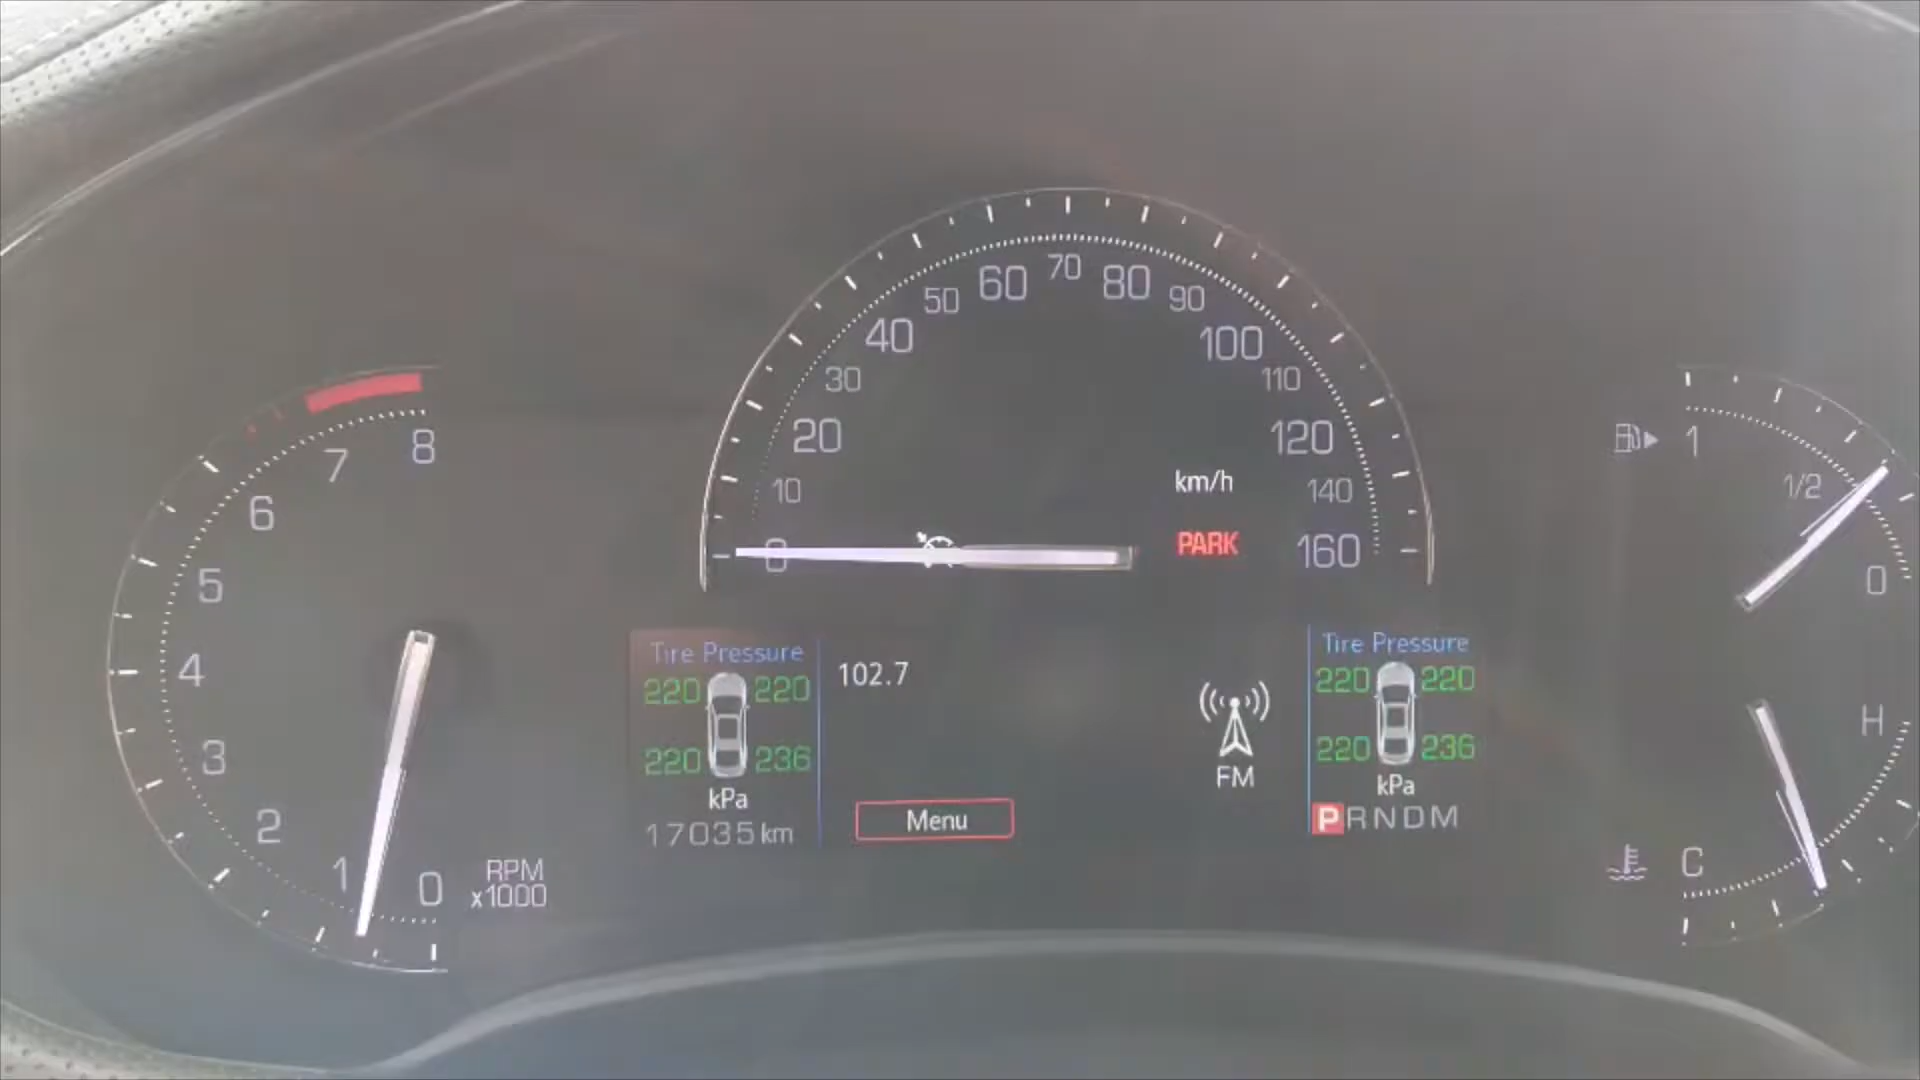 8
7
6
5
4
3
2
1
0
RPM
x1000
0
10
20
30
40
50
60
70
80
90
100
110
120
140
160
km/h
PARK
Tire Pressure
220 220
220 236
kPa
17035 km
102.7
Menu
FM
Tire Pressure
220 220
220 236
kPa
P R N D M
1
1/2
0
H
C